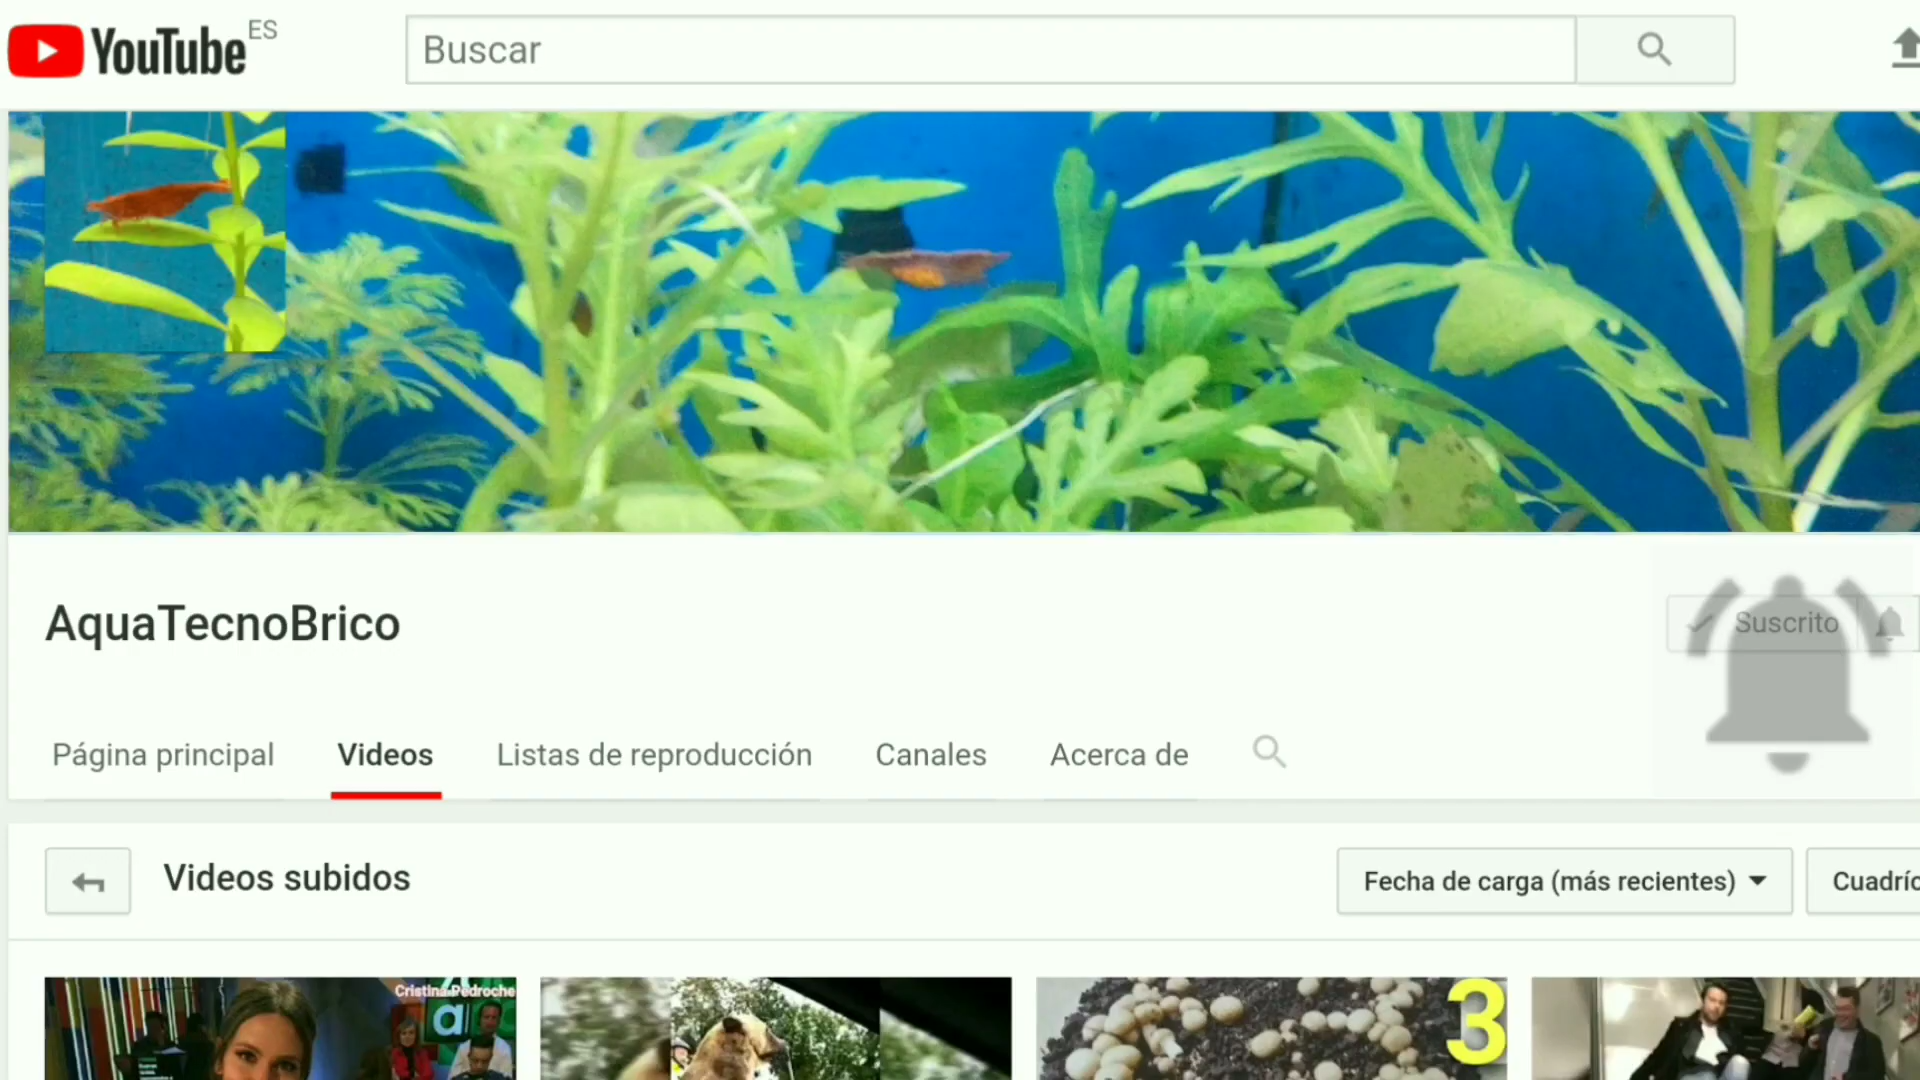 YouTube ES
Buscar
AquaTecnoBrico
Suscrito
Página principal
Videos
Listas de reproducción
Canales
Acerca de
Videos subidos
Fecha de carga (más recientes)
Cuadríc
Cristina Pedroche
a
3